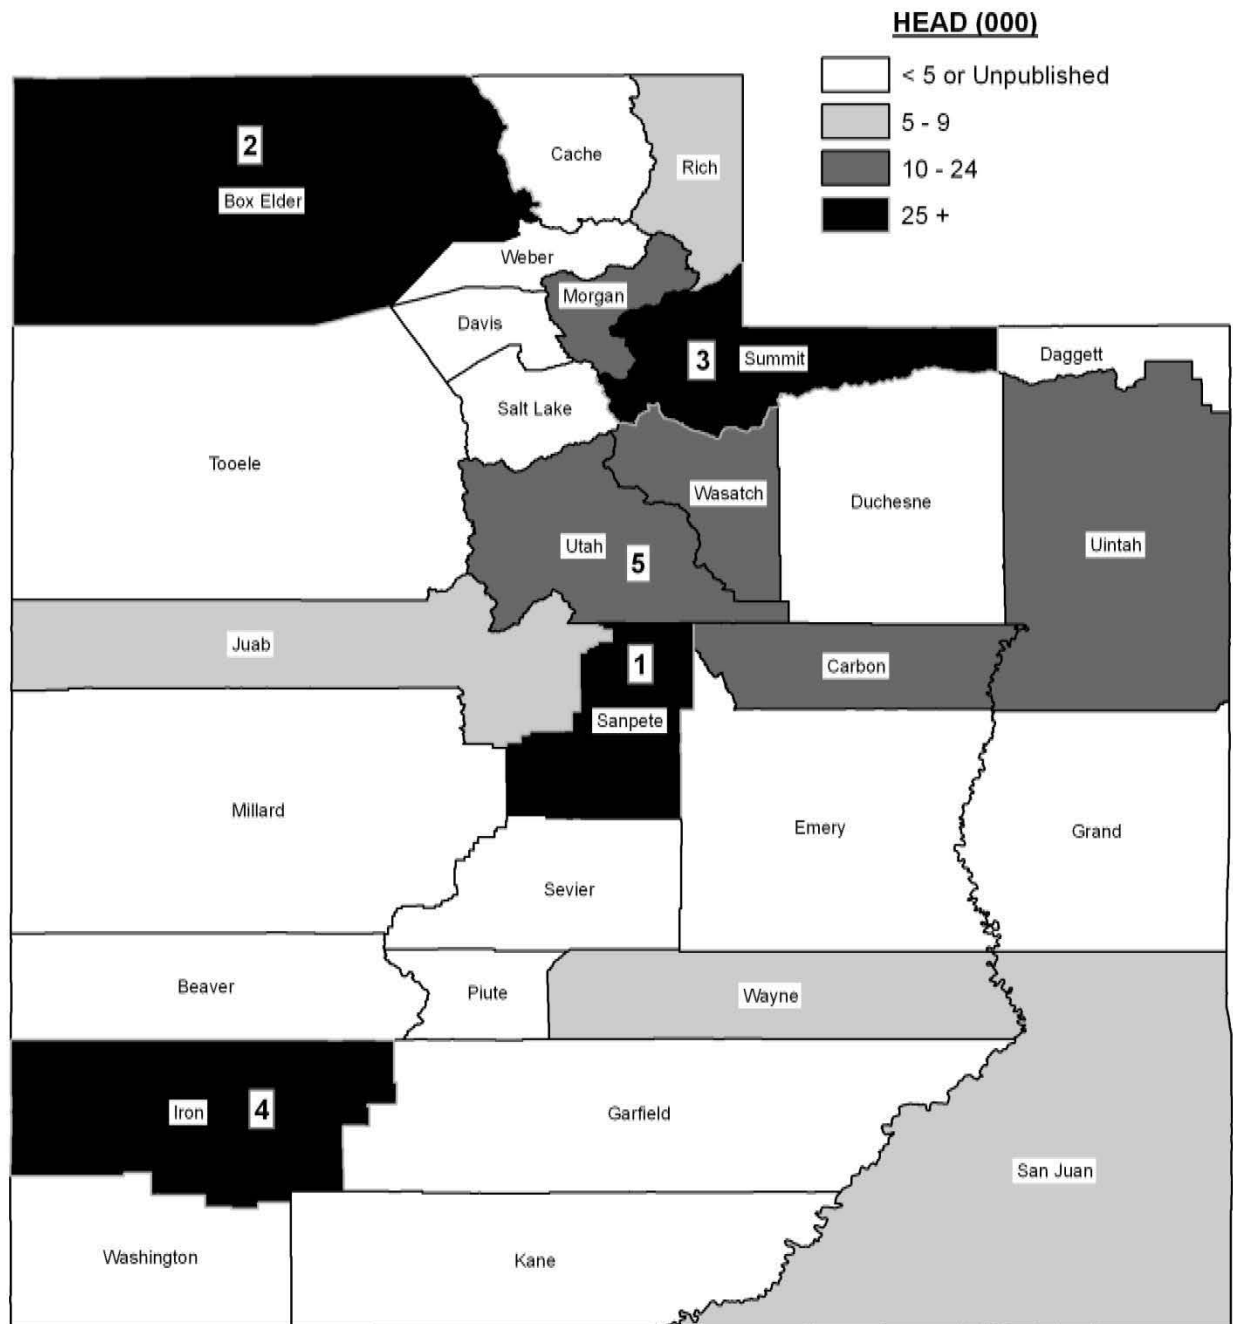 HEAD (000)
< 5 or Unpublished
5 - 9
10 - 24
25 +
2
Box Elder
Cache
Rich
Weber
Morgan
Davis
3
Summit
Daggett
Salt Lake
Tooele
Wasatch
Duchesne
Utah
5
Uintah
Juab
1
Carbon
Sanpete
Millard
Emery
Grand
Sevier
Beaver
Piute
Wayne
Iron
4
Garfield
San Juan
Washington
Kane